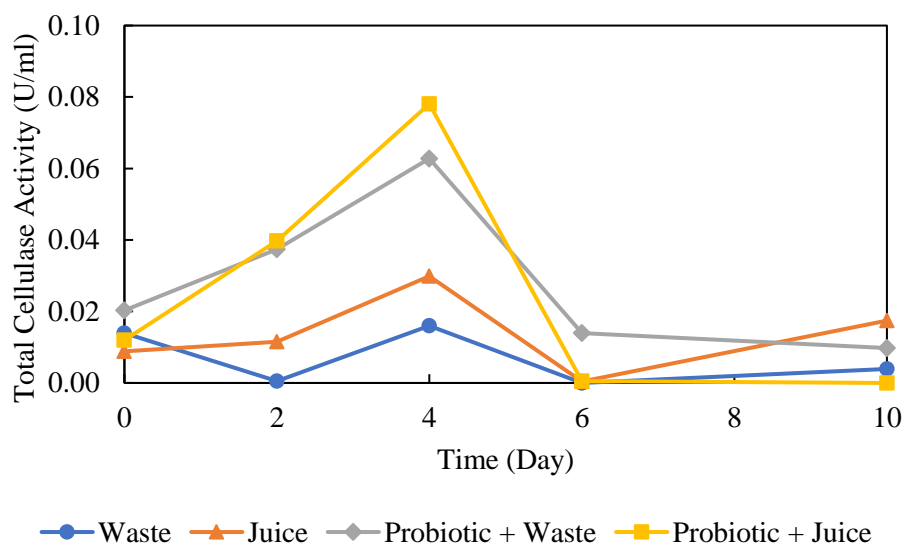 Total Cellulase Activity (U/ml)
0.10
0.08
0.06
0.04
0.02
0.00
0 2 4 6 8 10
Time (Day)
Waste Juice Probiotic + Waste Probiotic + Juice